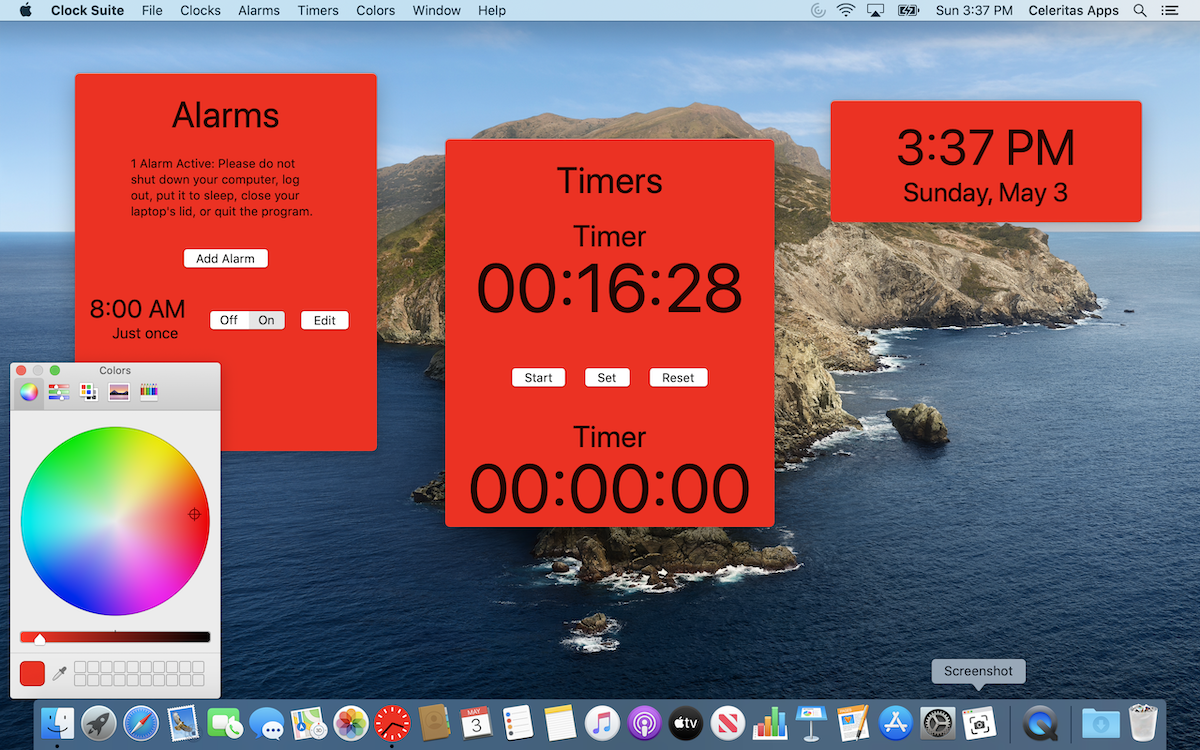 Clock Suite File Clocks Alarms Timers Colors Window Help Sun 3:37 PM Celeritas Apps
Alarms
1 Alarm Active: Please do not
shut down your computer, log
out, put it to sleep, close your
laptop's lid, or quit the program.
Add Alarm
8:00 AM
Just once
Off On Edit
Timers
Timer
00:16:28
Start Set Reset
Timer
00:00:00
3:37 PM
Sunday, May 3
Colors
Screenshot
MAY
3
tv